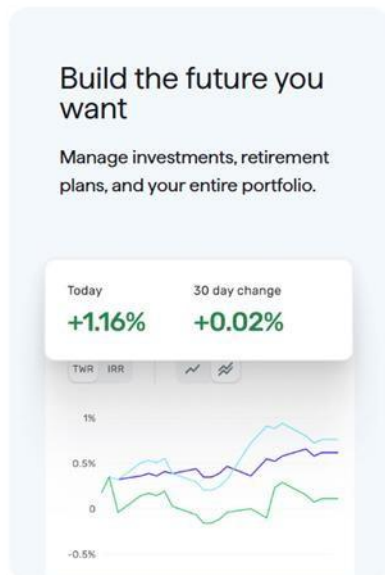 Build the future you
want
Manage investments, retirement
plans, and your entire portfolio.
Today 30 day change
+1.16% +0.02%
TWR IRR
1%
0.5%
0
-0.5%